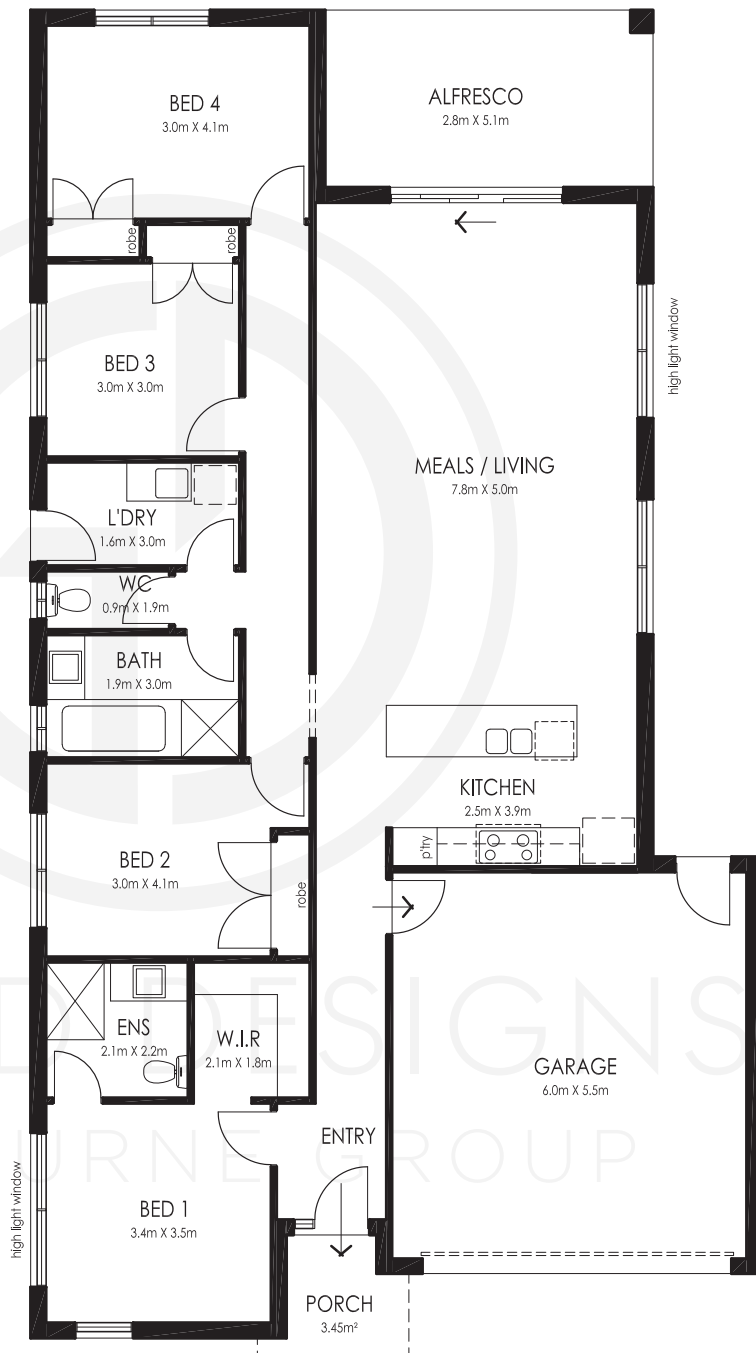 BED 4
3.0m X 4.1m
ALFRESCO
2.8m X 5.1m
robe
robe
BED 3
3.0m X 3.0m
high light window
MEALS / LIVING
7.8m X 5.0m
L'DRY
1.6m X 3.0m
WC
0.9m X 1.9m
BATH
1.9m X 3.0m
KITCHEN
2.5m X 3.9m
p'try
BED 2
3.0m X 4.1m
robe
D DESIGNS
ENS
2.1m X 2.2m
W.I.R
2.1m X 1.8m
GARAGE
6.0m X 5.5m
ENTRY
URNE GROUP
high light window
BED 1
3.4m X 3.5m
PORCH
3.45m²